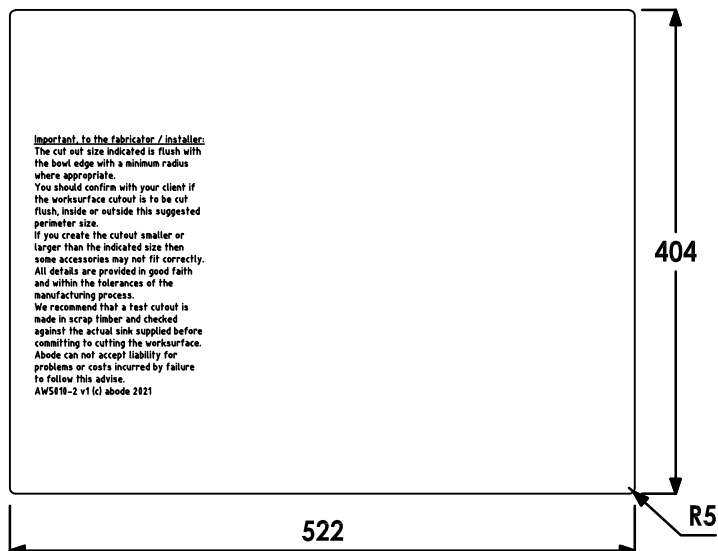 Important, to the fabricator / installer:
The cut out size indicated is flush with
the bowl edge with a minimum radius
where appropriate.
You should confirm with your client if
the worksurface cutout is to be cut
flush, inside or outside this suggested
perimeter size.
If you create the cutout smaller or
larger than the indicated size then
some accessories may not fit correctly.
All details are provided in good faith
and within the tolerances of the
manufacturing process.
We recommend that a test cutout is
made in scrap timber and checked
against the actual sink supplied before
committing to cutting the worksurface.
Abode can not accept liability for
problems or costs incurred by failure
to follow this advise.
AW5010-2 v1 (c) abode 2021
404
R5
522